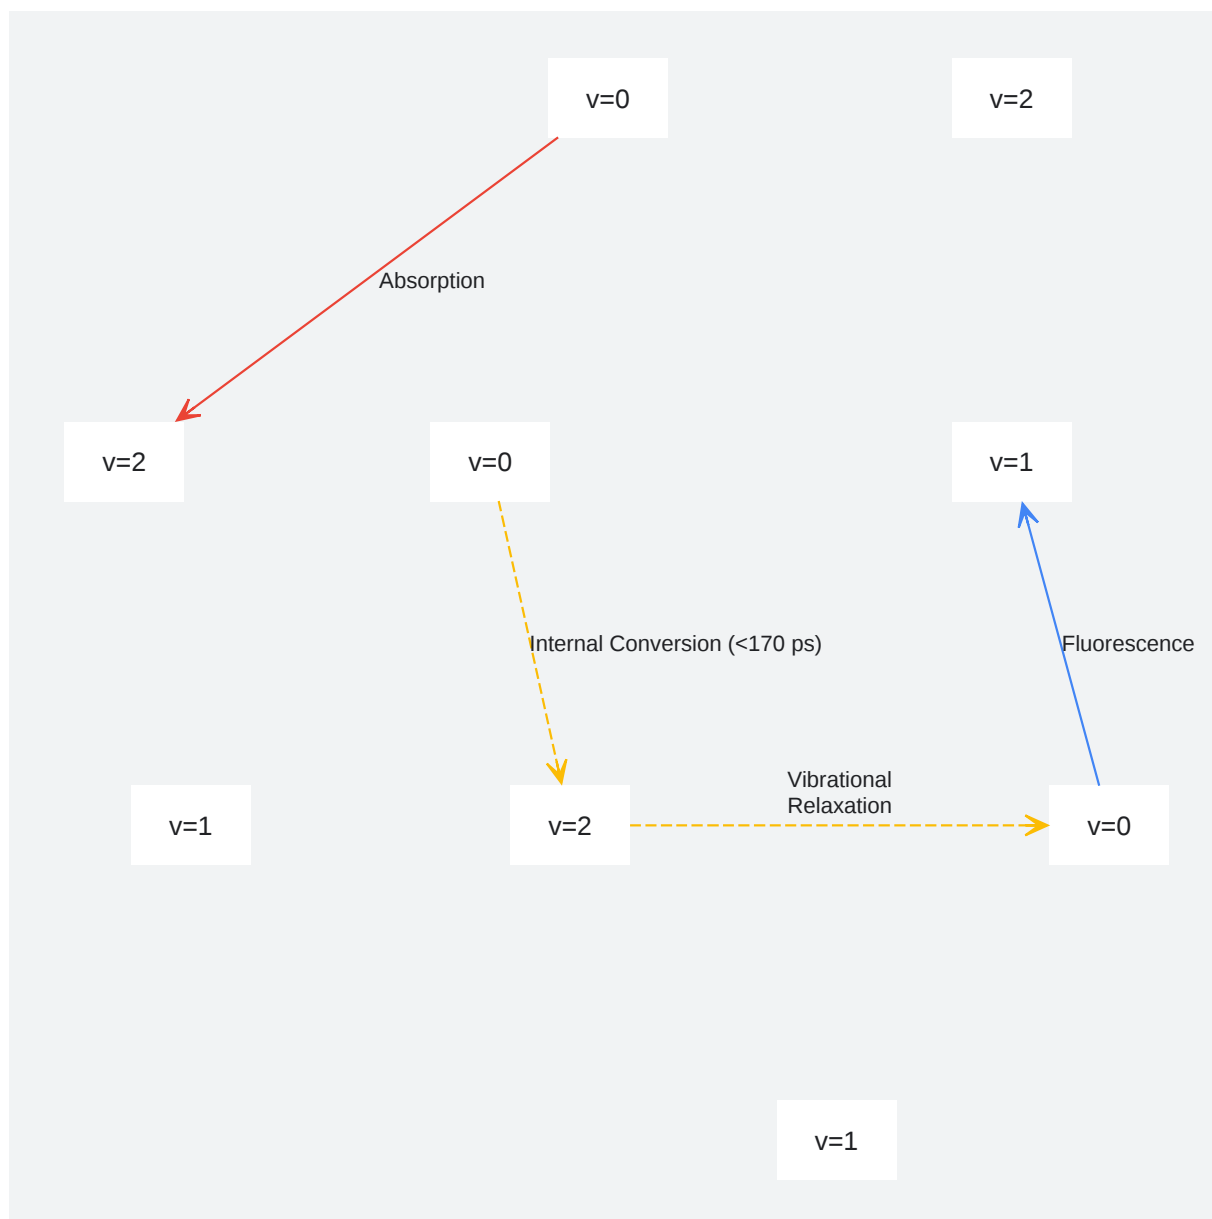 v=0
v=2
Absorption
v=2
v=0
v=1
Internal Conversion (<170 ps)
Fluorescence
Vibrational
Relaxation
v=1
v=2
v=0
v=1